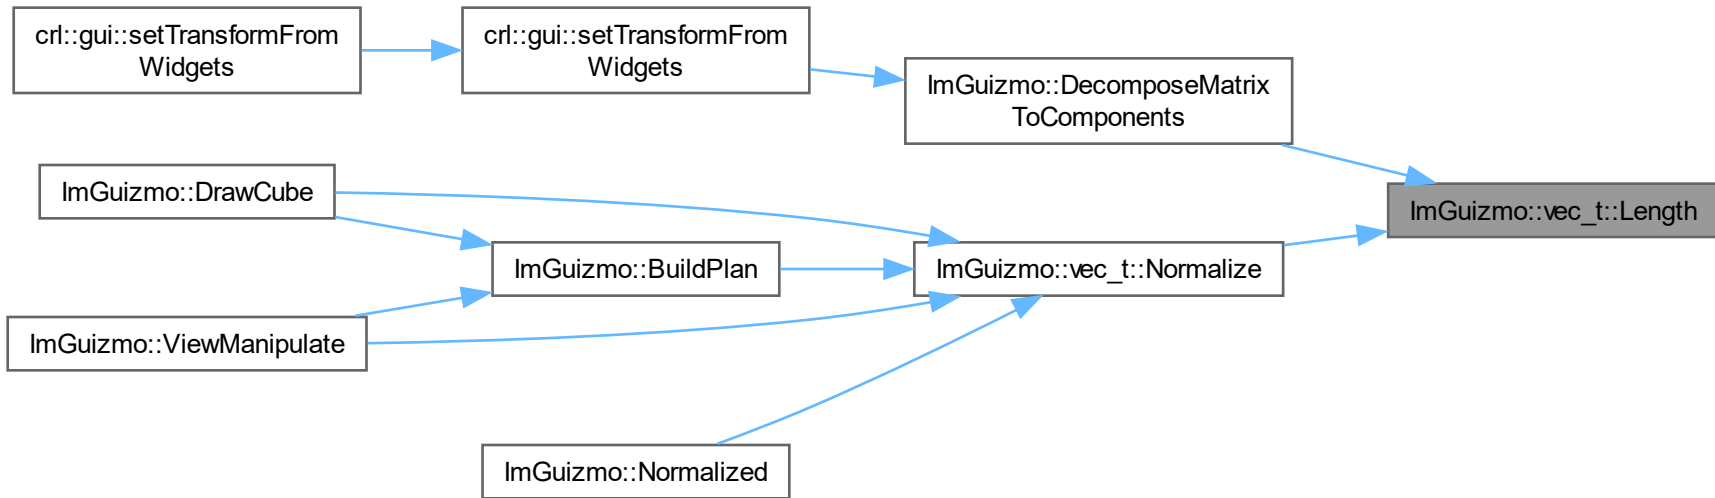 crl::gui::setTransformFrom
Widgets
crl::gui::setTransformFrom
Widgets
ImGuizmo::DecomposeMatrix
ToComponents
ImGuizmo::DrawCube
ImGuizmo::vec_t::Length
ImGuizmo::BuildPlan
ImGuizmo::vec_t::Normalize
ImGuizmo::ViewManipulate
ImGuizmo::Normalized